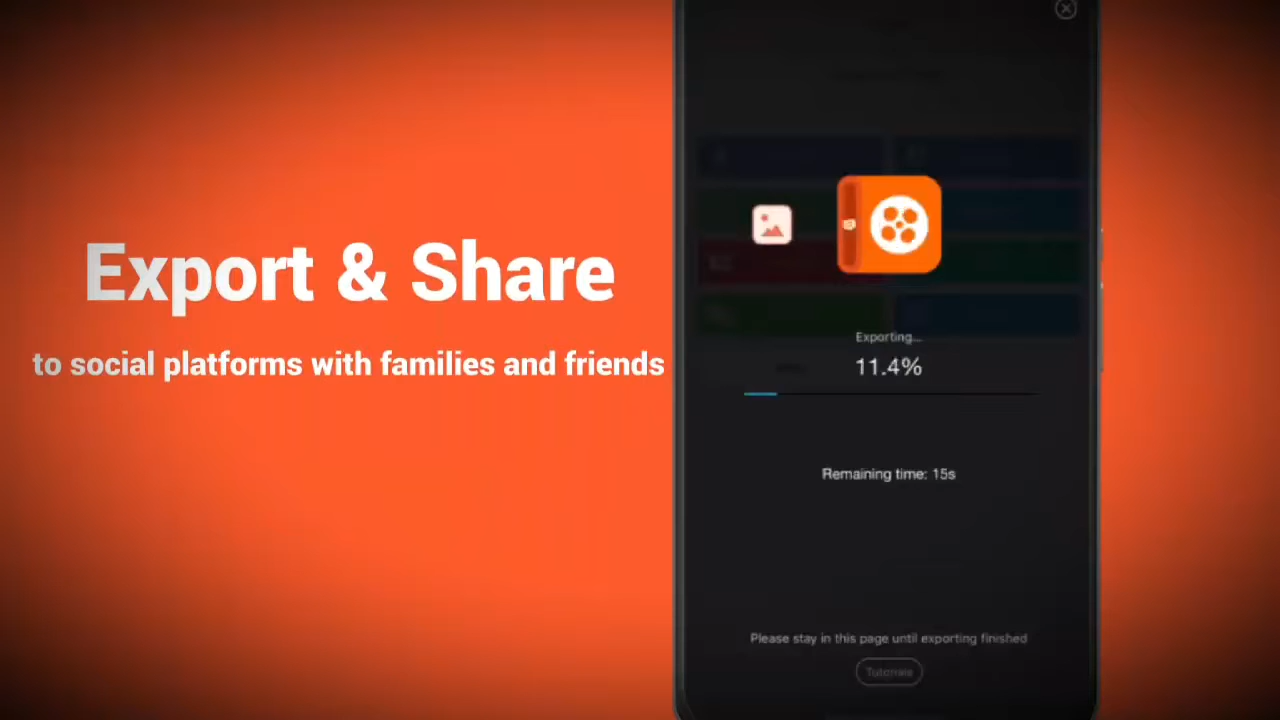 Export & Share
to social platforms with families and friends
Exporting...
11.4%
Remaining time: 15s
Please stay in this page until exporting finished
Tutorials